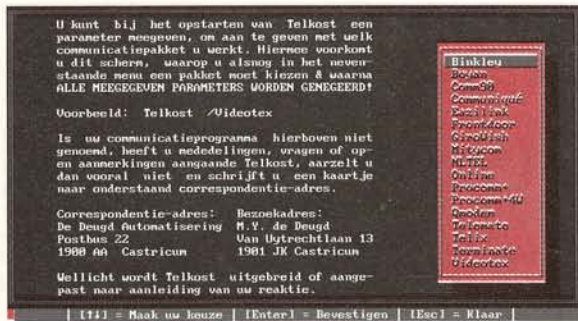 U kunt bij het opstarten van Telkost een
parameter meegeven, om aan te geven met welk
communicatiepakket u werkt. Hiermee voorkomt
u dit scherm, waarop u alsnog in het neven-
staande menu een pakket moet kiezen & waarna
ALLE MEEGEGEVEN PARAMETERS WORDEN GENEGEERD!
Voorbeeld: Telkost /Videotex
Is uw communicatieprogramma hierboven niet
genoemd, heeft u mededelingen, vragen of op-
en aanmerkingen aangaande Telkost, aarzelt u
dan vooral niet en schrijft u een kaartje
naar onderstaand correspondentie-adres.
Correspondentie-adres: Bezoekadres:
De Deugd Automatisering M.Y. de Deugd
Postbus 22 Van Uytrechtlaan 13
1900 AA Castricum 1901 JK Castricum
Wellicht wordt Telkost uitgebreid of aange-
past naar aanleiding van uw reaktie.
Binkley
Boyan
Comm90
Communiqué
Eazilink
Frontdoor
GiroWish
Mitycom
NLTEL
Online
Procomm+
Procomm+4W
Qmodem
Telemate
Telix
Terminate
Videotex
[↑↓] = Maak uw keuze | [Enter] = Bevestigen | [Esc] = Klaar